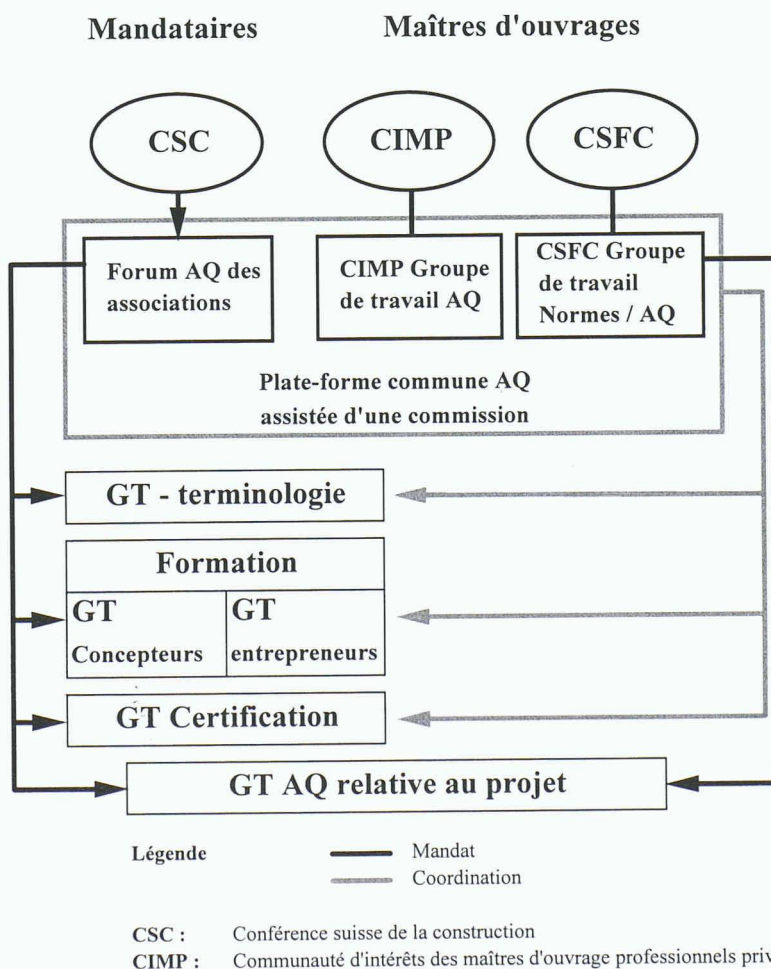 Mandataires Maîtres d'ouvrages
CSC CIMP CSFC
Forum AQ des
associations
CIMP Groupe
de travail AQ
CSFC Groupe
de travail
Normes / AQ
Plate-forme commune AQ
assistée d'une commission
GT - terminologie
Formation
GT
Concepteurs
GT
entrepreneurs
GT Certification
GT AQ relative au projet
Légende
Mandat
Coordination
CSC : Conférence suisse de la construction
CIMP : Communauté d'intérêts des maîtres d'ouvrage professionnels